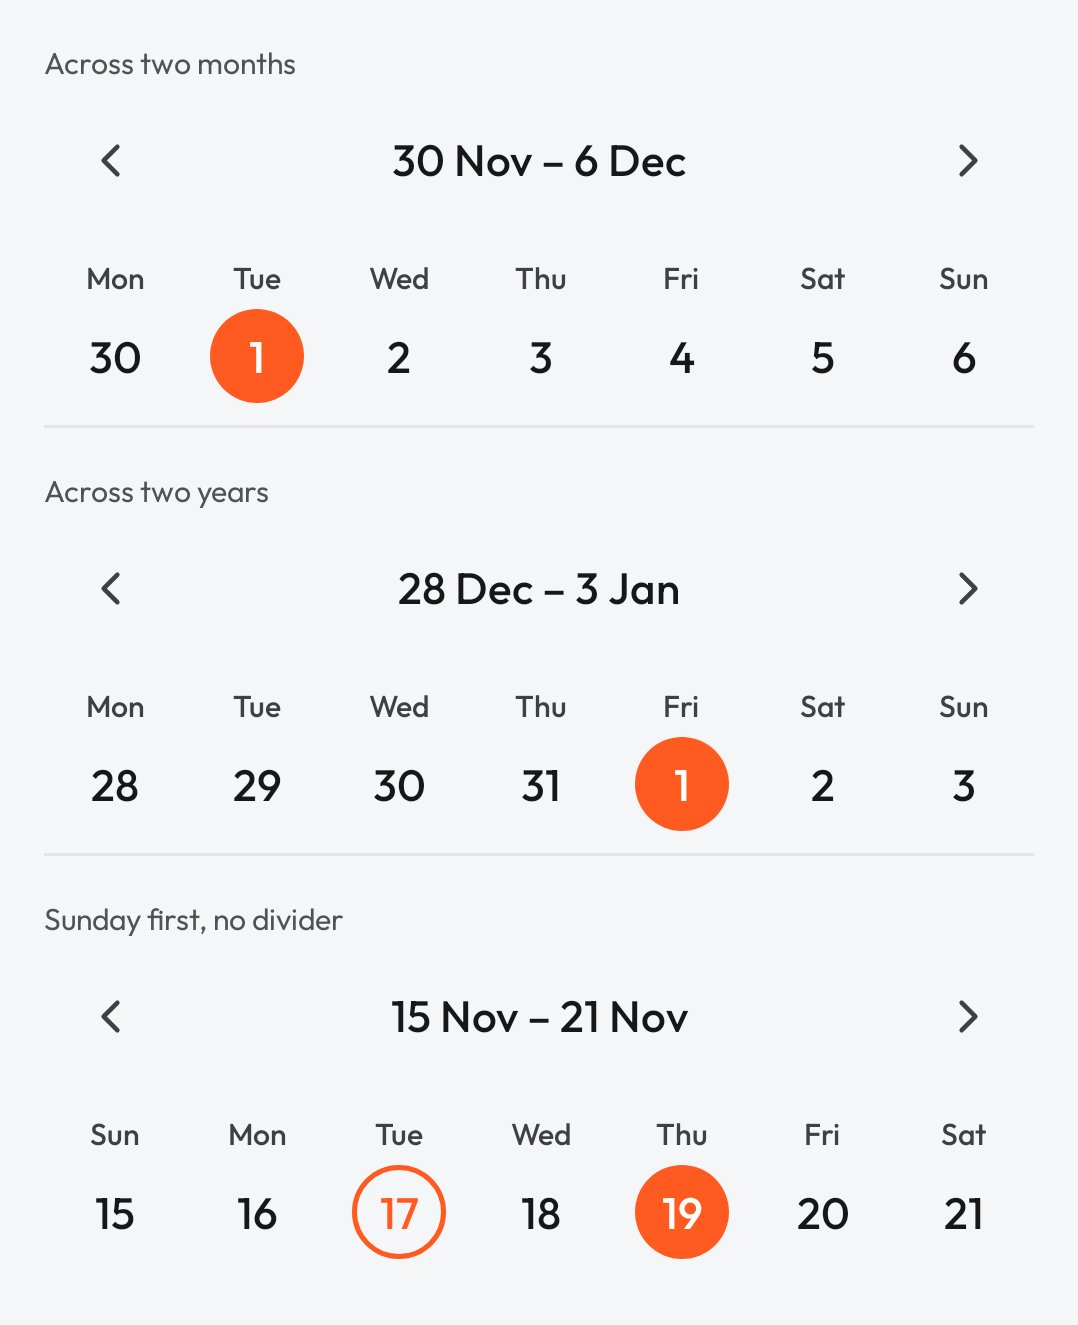 Across two months
30 Nov – 6 Dec
Mon Tue Wed Thu Fri Sat Sun
30 1 2 3 4 5 6
Across two years
28 Dec – 3 Jan
Mon Tue Wed Thu Fri Sat Sun
28 29 30 31 1 2 3
Sunday first, no divider
15 Nov – 21 Nov
Sun Mon Tue Wed Thu Fri Sat
15 16 17 18 19 20 21